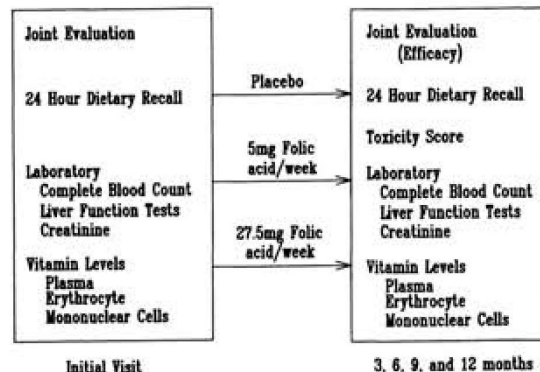 Joint Evaluation
24 Hour Dietary Recall
Laboratory
Complete Blood Count
Liver Function Tests
Creatinine
Vitamin Levels
Plasma
Erythrocyte
Mononuclear Cells
Initial Visit
Placebo
5mg Folic
acid/week
27.5mg Folic
acid/week
Joint Evaluation
(Efficacy)
24 Hour Dietary Recall
Toxicity Score
Laboratory
Complete Blood Count
Liver Function Tests
Creatinine
Vitamin Levels
Plasma
Erythrocyte
Mononuclear Cells
3, 6, 9, and 12 months